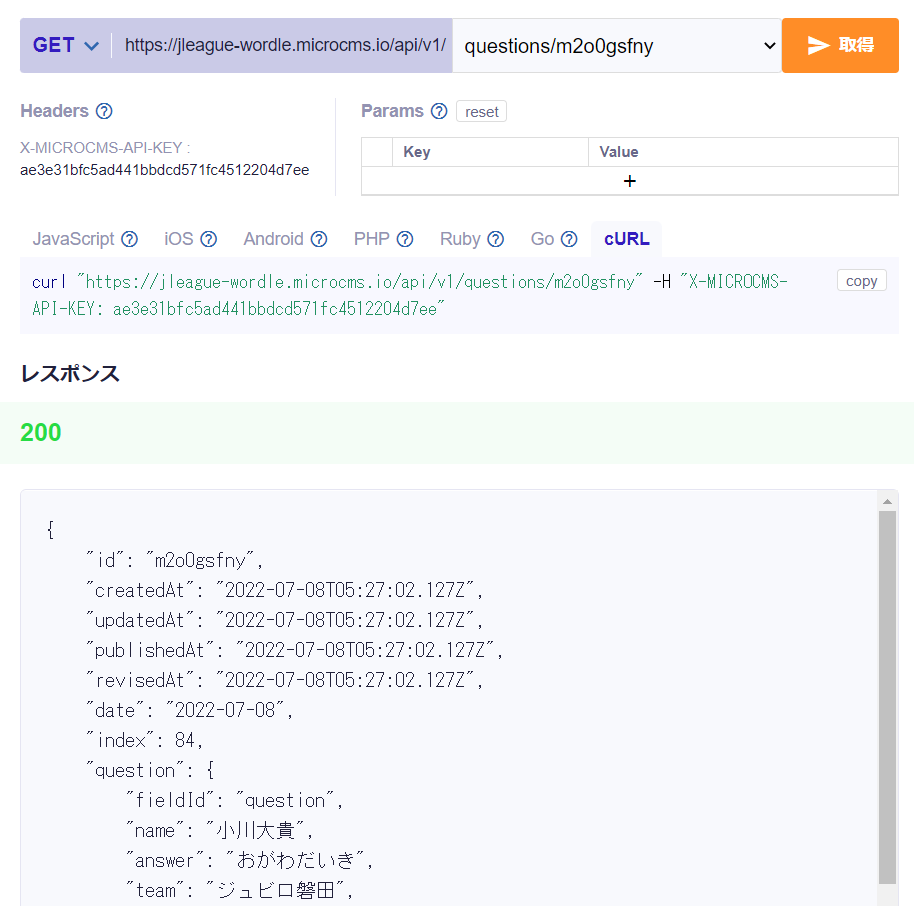 GET https://jleague-wordle.microcms.io/api/v1/ questions/m2o0gsfny 取得
Headers ? Params ? reset
X-MICROCMS-API-KEY :
ae3e31bfc5ad441bbdcd571fc4512204d7ee
Key Value
+
JavaScript ? iOS ? Android ? PHP ? Ruby ? Go ? cURL
curl "https://jleague-wordle.microcms.io/api/v1/questions/m2o0gsfny" -H "X-MICROCMS-
API-KEY: ae3e31bfc5ad441bbdcd571fc4512204d7ee"
copy
レスポンス
200
{
"id": "m2o0gsfny",
"createdAt": "2022-07-08T05:27:02.127Z",
"updatedAt": "2022-07-08T05:27:02.127Z",
"publishedAt": "2022-07-08T05:27:02.127Z",
"revisedAt": "2022-07-08T05:27:02.127Z",
"date": "2022-07-08",
"index": 84,
"question": {
"fieldId": "question",
"name": "小川大貴",
"answer": "おがわだいき",
"team": "ジュビロ磐田",